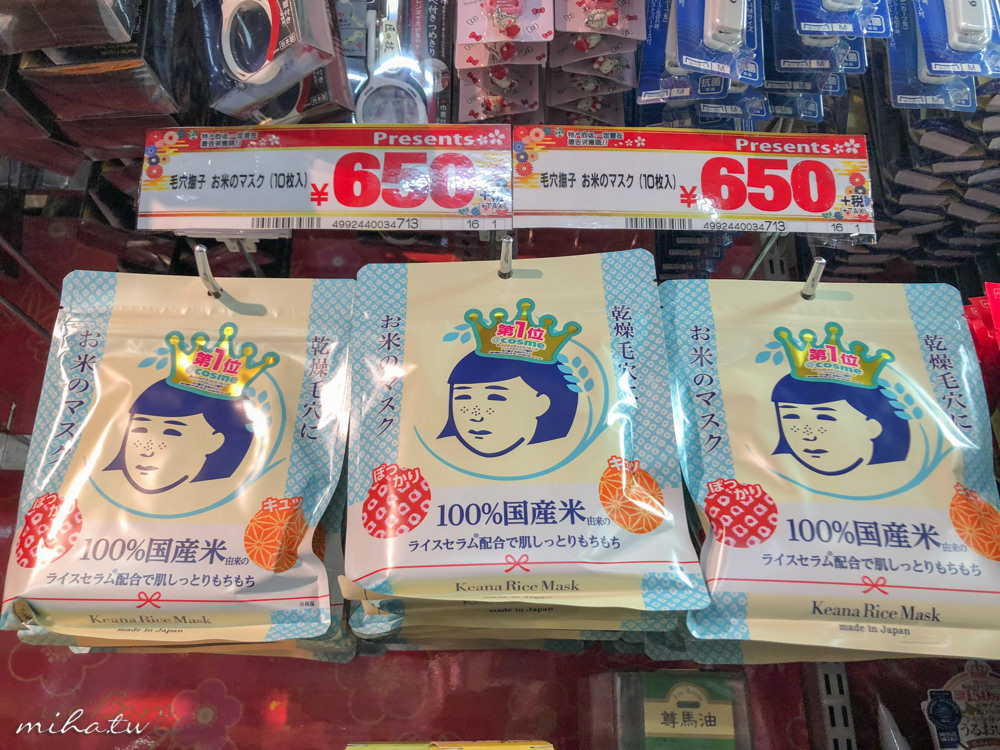 Presents
毛穴撫子 お米のマスク (10枚入)
¥650
+税
+TAX
4992440034713
16
1
Presents
毛穴撫子 お米のマスク (10枚入)
¥650
+税
+TAX
4992440034713
16
1
お米のマスク
第1位
@cosme
乾燥毛穴に
ぽっかり
キュッ
100%国産米由来の
ライスセラム®配合で肌しっとりもちもち
Keana Rice Mask
made in Japan
お米のマスク
第1位
@cosme
乾燥毛穴に
ぽっかり
キュッ
100%国産米由来の
ライスセラム®配合で肌しっとりもちもち
Keana Rice Mask
made in Japan
お米のマスク
第1位
@cosme
乾燥毛穴に
ぽっかり
100%国産米由来の
ライスセラム®配合で肌しっとりもちもち
Keana Rice Mask
made in Japan
尊馬油
miha.tw